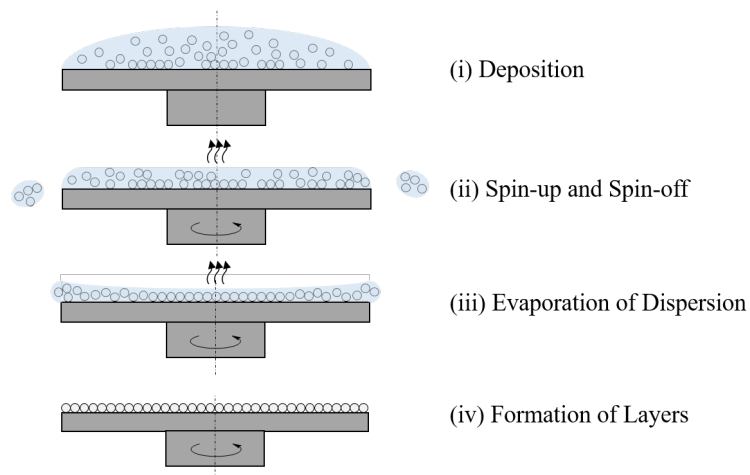 (i) Deposition
(ii) Spin-up and Spin-off
(iii) Evaporation of Dispersion
(iv) Formation of Layers